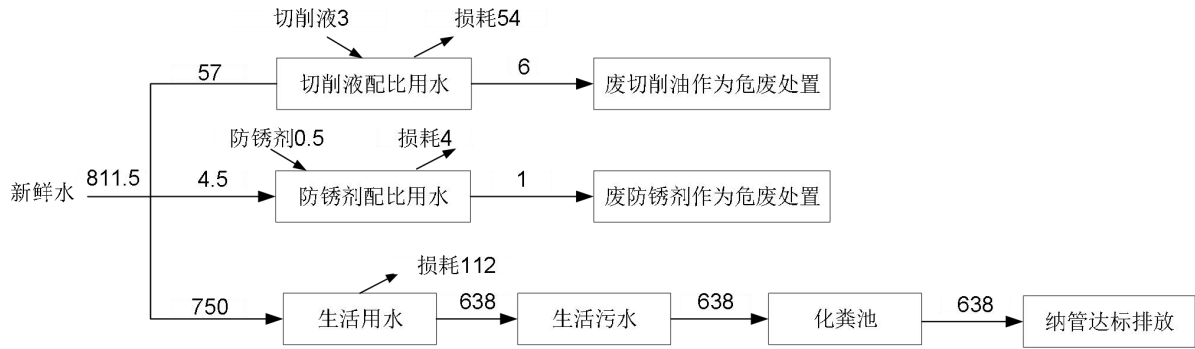 切削液3
损耗54
57
切削液配比用水
6
废切削油作为危废处置
防锈剂0.5
损耗4
新鲜水
811.5
4.5
防锈剂配比用水
1
废防锈剂作为危废处置
损耗112
750
生活用水
638
生活污水
638
化粪池
638
纳管达标排放